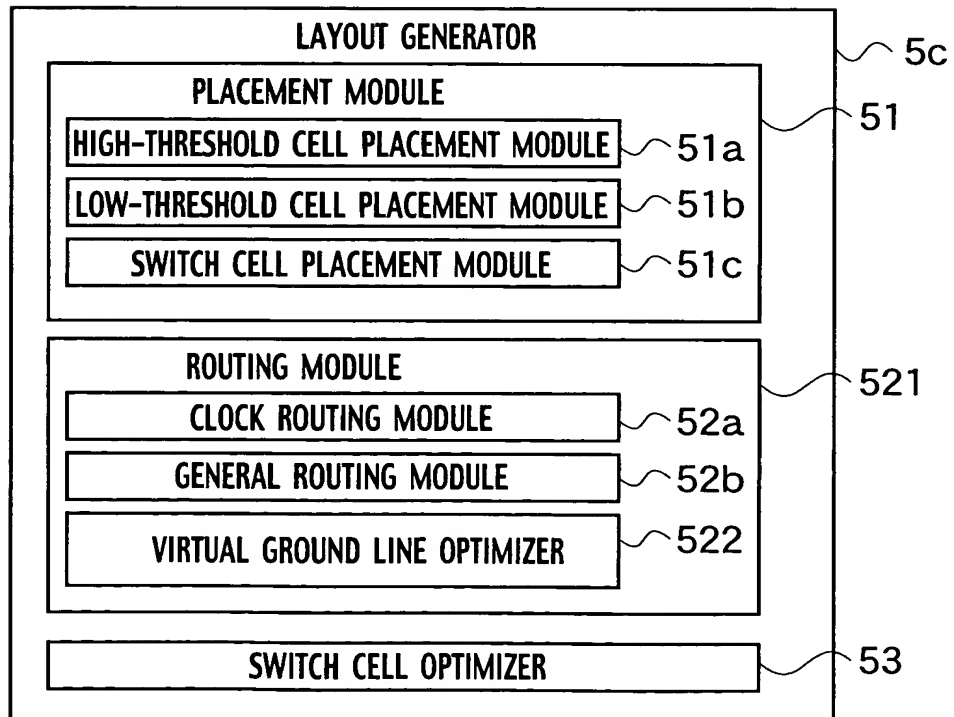 LAYOUT GENERATOR
5c
PLACEMENT MODULE
51
HIGH-THRESHOLD CELL PLACEMENT MODULE
51a
LOW-THRESHOLD CELL PLACEMENT MODULE
51b
SWITCH CELL PLACEMENT MODULE
51c
ROUTING MODULE
521
CLOCK ROUTING MODULE
52a
GENERAL ROUTING MODULE
52b
VIRTUAL GROUND LINE OPTIMIZER
522
SWITCH CELL OPTIMIZER
53